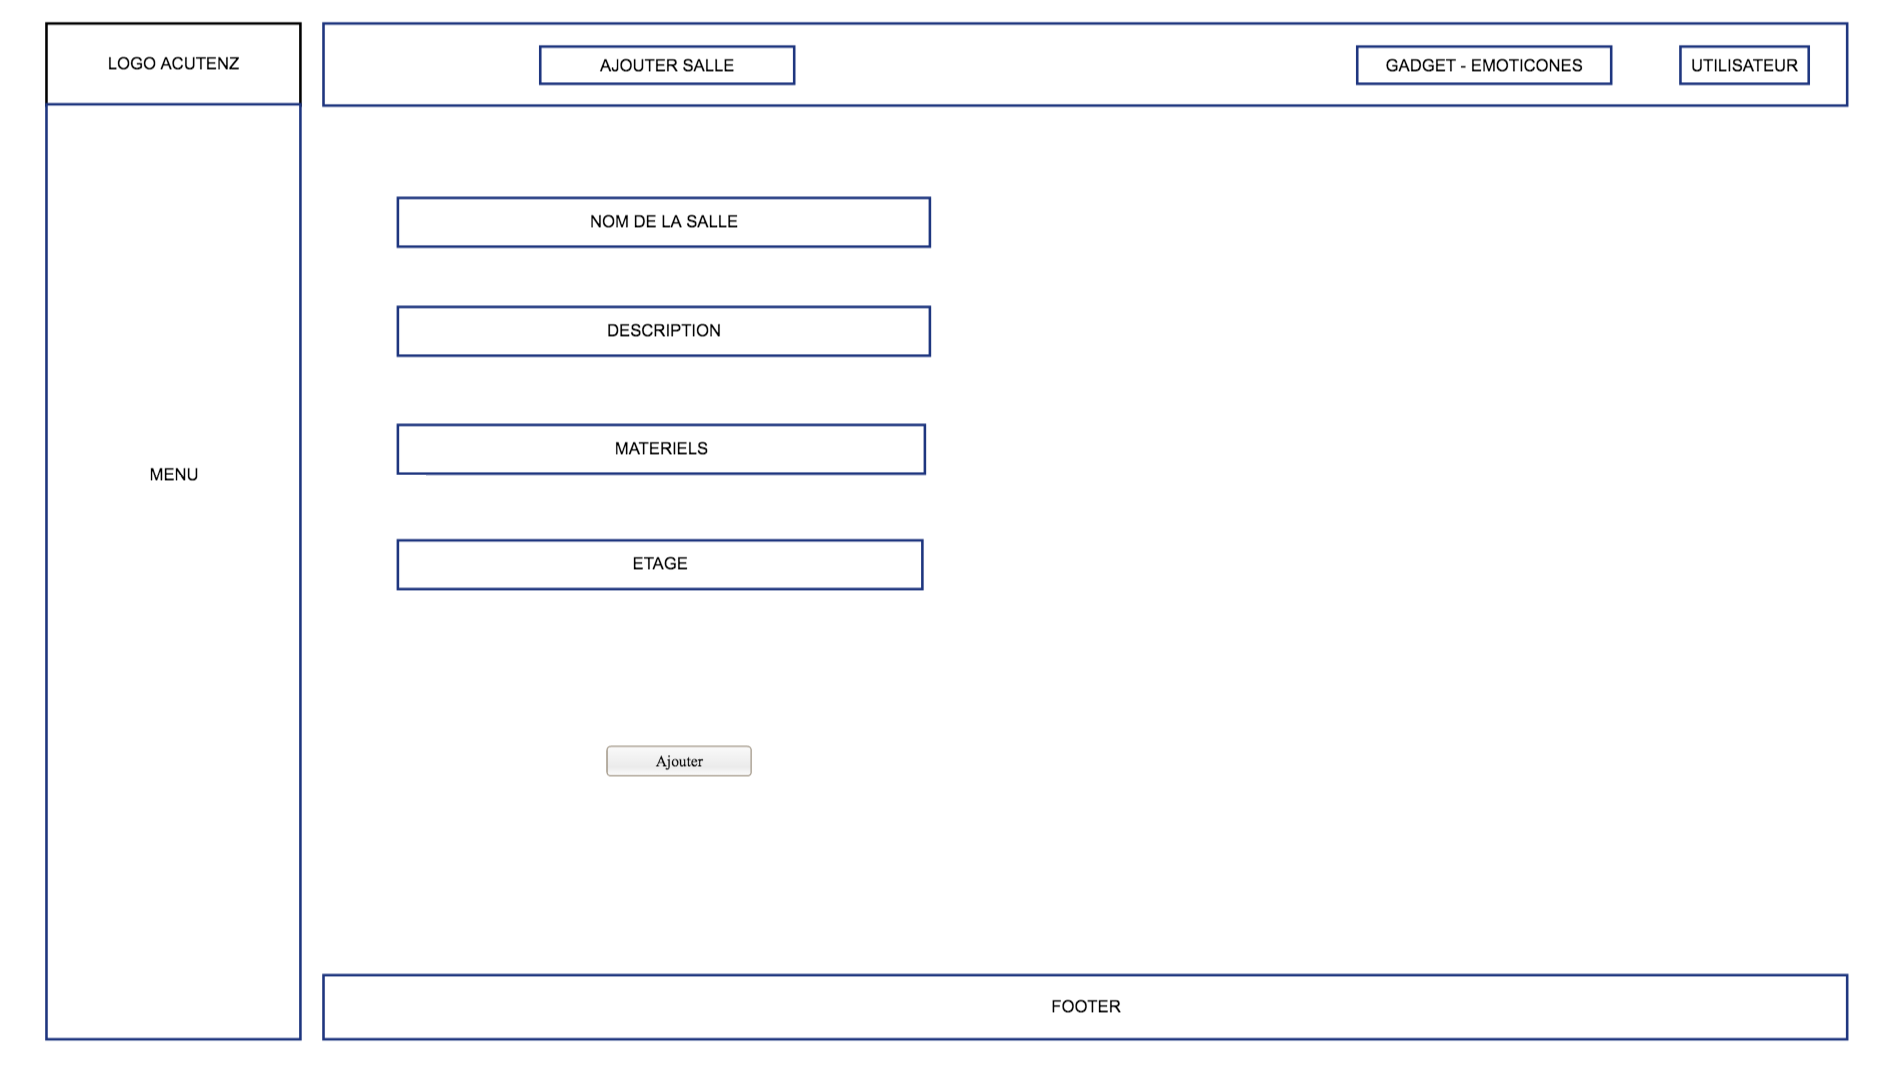 LOGO ACUTENZ
AJOUTER SALLE
GADGET - EMOTICONES
UTILISATEUR
NOM DE LA SALLE
DESCRIPTION
MATERIELS
MENU
ETAGE
Ajouter
FOOTER